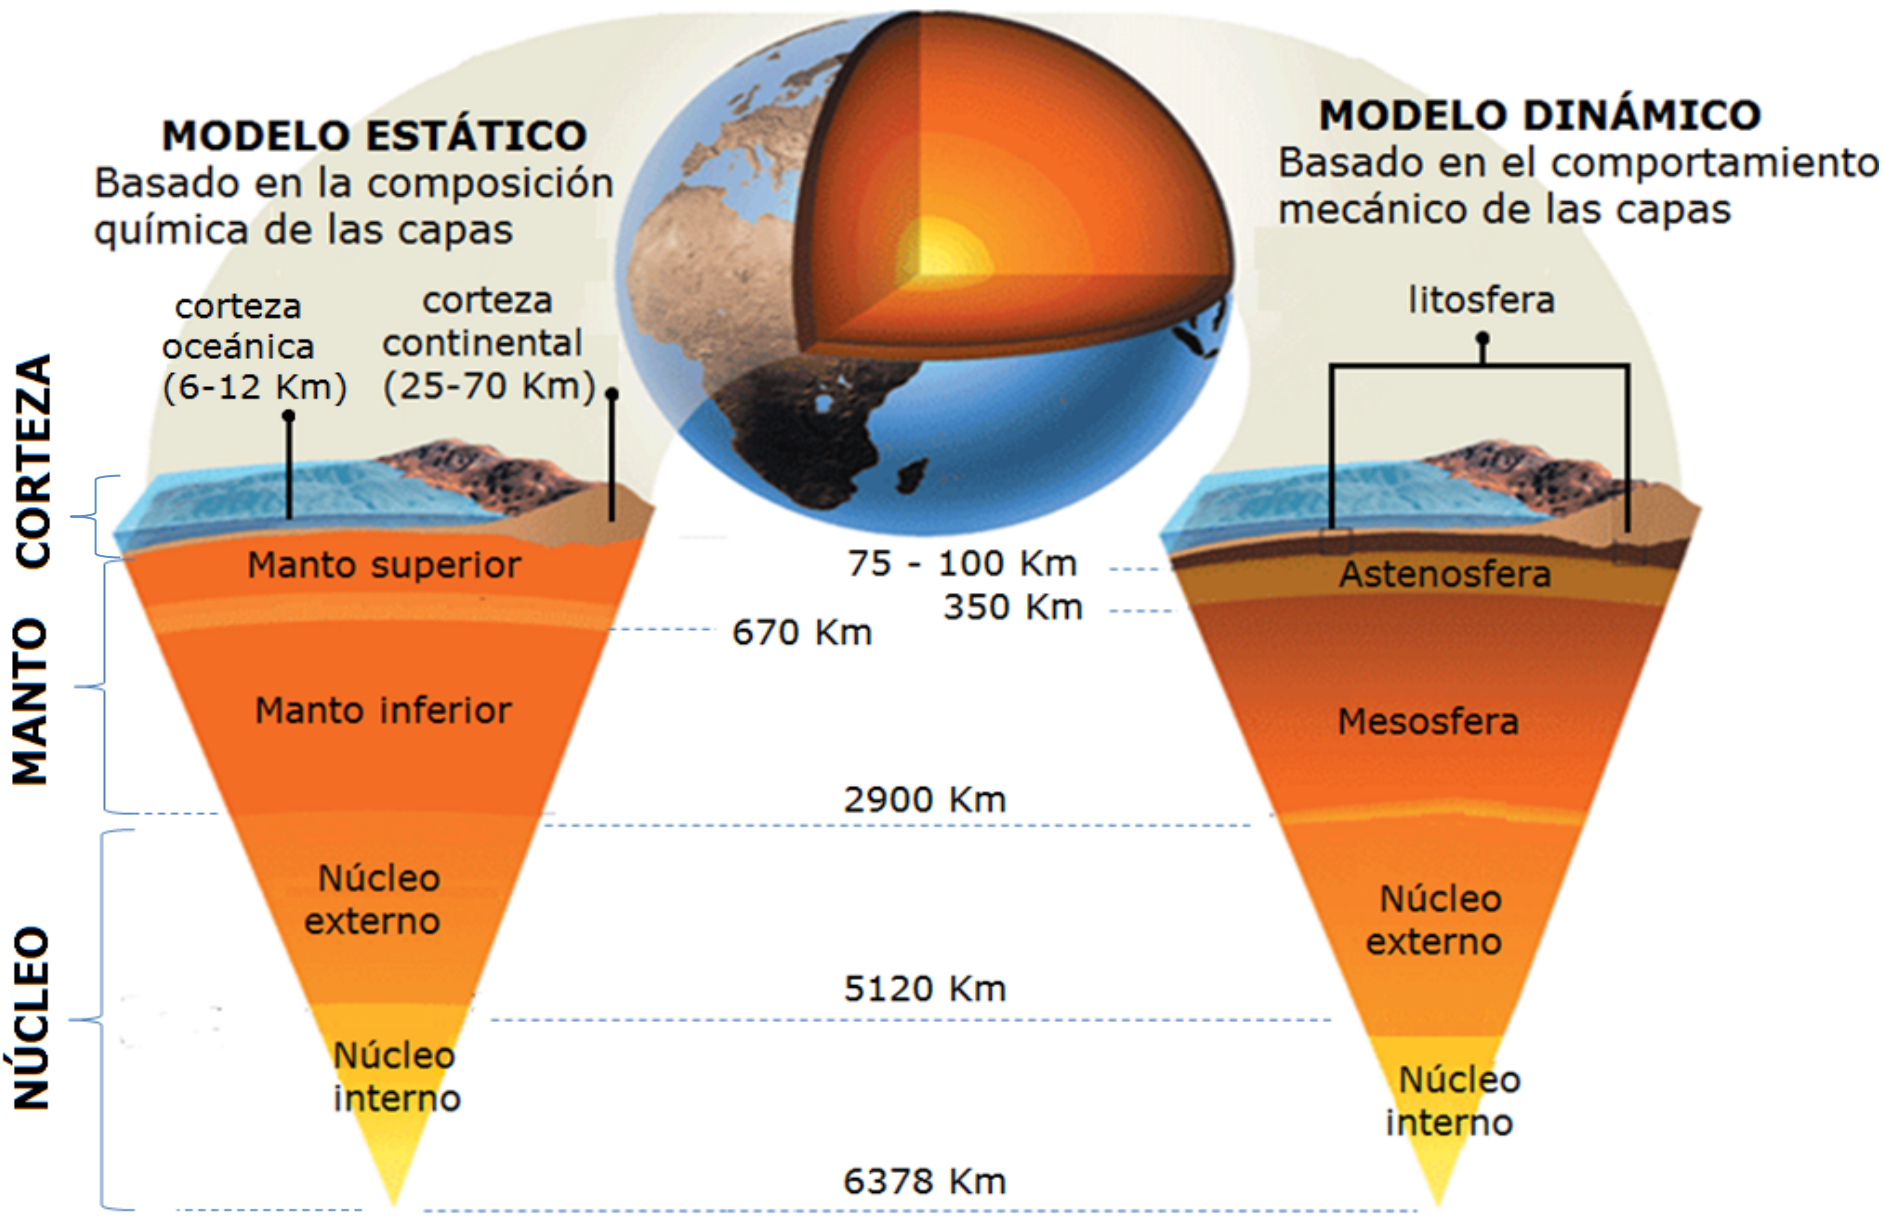 MODELO ESTÁTICO
Basado en la composición
química de las capas
MODELO DINÁMICO
Basado en el comportamiento
mecánico de las capas
corteza
oceánica
(6-12 Km)
corteza
continental
(25-70 Km)
litosfera
CORTEZA
MANTO
NÚCLEO
Manto superior
Manto inferior
Núcleo
externo
Núcleo
interno
75 - 100 Km
350 Km
670 Km
2900 Km
5120 Km
6378 Km
Astenosfera
Mesosfera
Núcleo
externo
Núcleo
interno